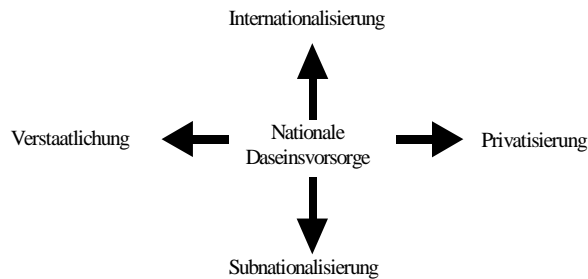 Internationalisierung
Verstaatlichung
Nationale
Daseinsvorsorge
Privatisierung
Subnationalisierung